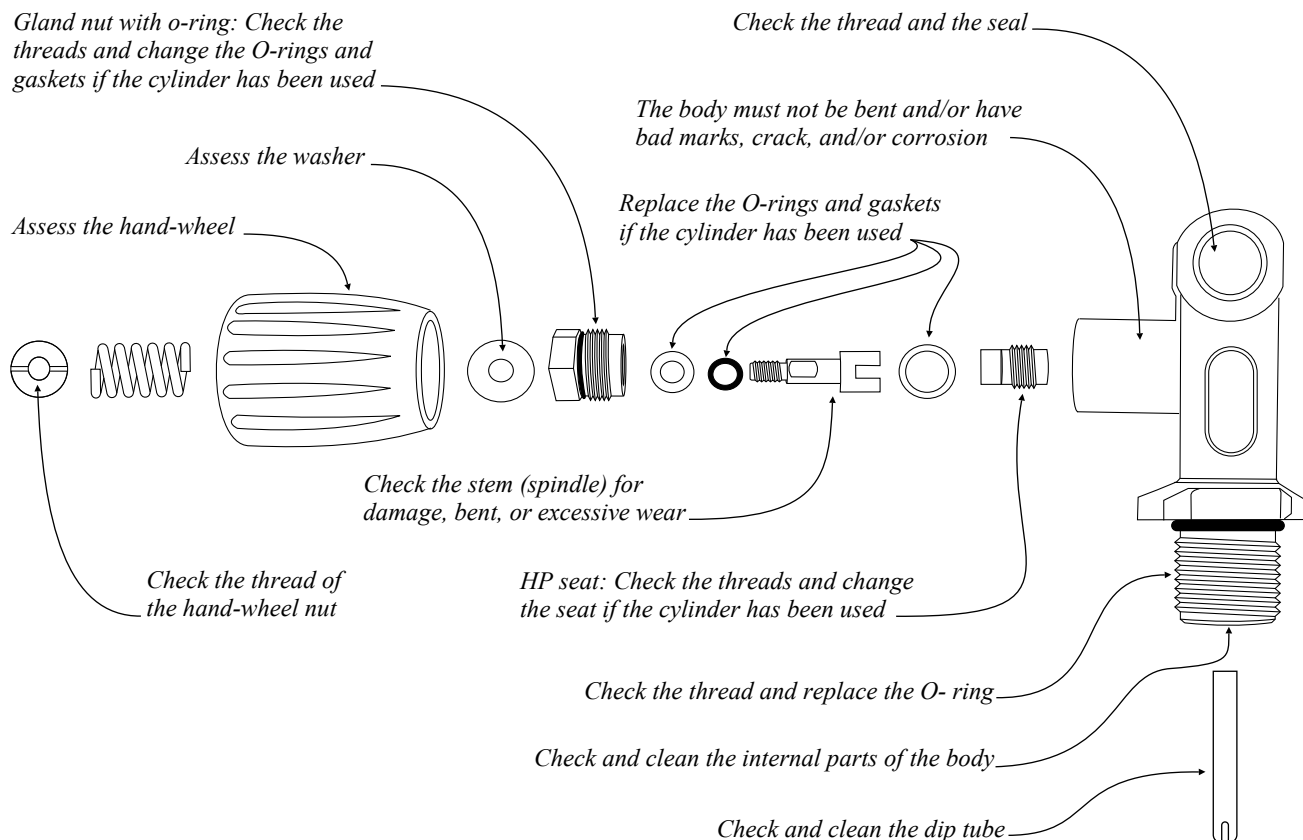 Gland nut with o-ring: Check the
threads and change the O-rings and
gaskets if the cylinder has been used
Check the thread and the seal
The body must not be bent and/or have
bad marks, crack, and/or corrosion
Assess the washer
Replace the O-rings and gaskets
if the cylinder has been used
Assess the hand-wheel
Check the stem (spindle) for
damage, bent, or excessive wear
Check the thread of
the hand-wheel nut
HP seat: Check the threads and change
the seat if the cylinder has been used
Check the thread and replace the O- ring
Check and clean the internal parts of the body
Check and clean the dip tube